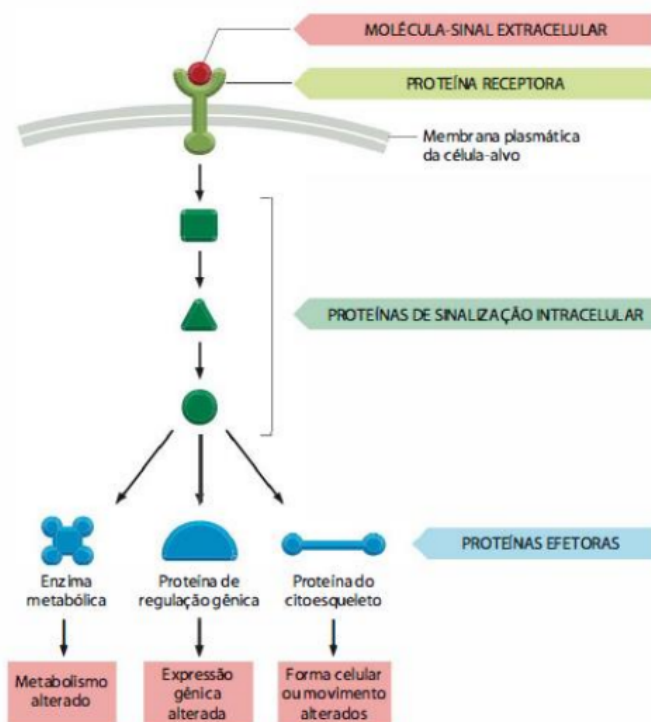 MOLÉCULA-SINAL EXTRACELULAR
PROTEÍNA RECEPTORA
Membrana plasmática
da célula-alvo
PROTEÍNAS DE SINALIZAÇÃO INTRACELULAR
PROTEÍNAS EFETORAS
Enzima
metabólica
Proteína de
regulação gênica
Proteína do
citoesqueleto
Metabolismo
alterado
Expressão
gênica
alterada
Forma celular
ou movimento
alterados